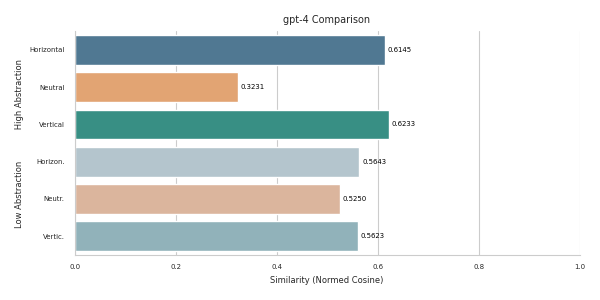 gpt-4 Comparison
High Abstraction
Horizontal
0.6145
Neutral
0.3231
Vertical
0.6233
Low Abstraction
Horizon.
0.5643
Neutr.
0.5250
Vertic.
0.5623
0.0 0.2 0.4 0.6 0.8 1.0
Similarity (Normed Cosine)